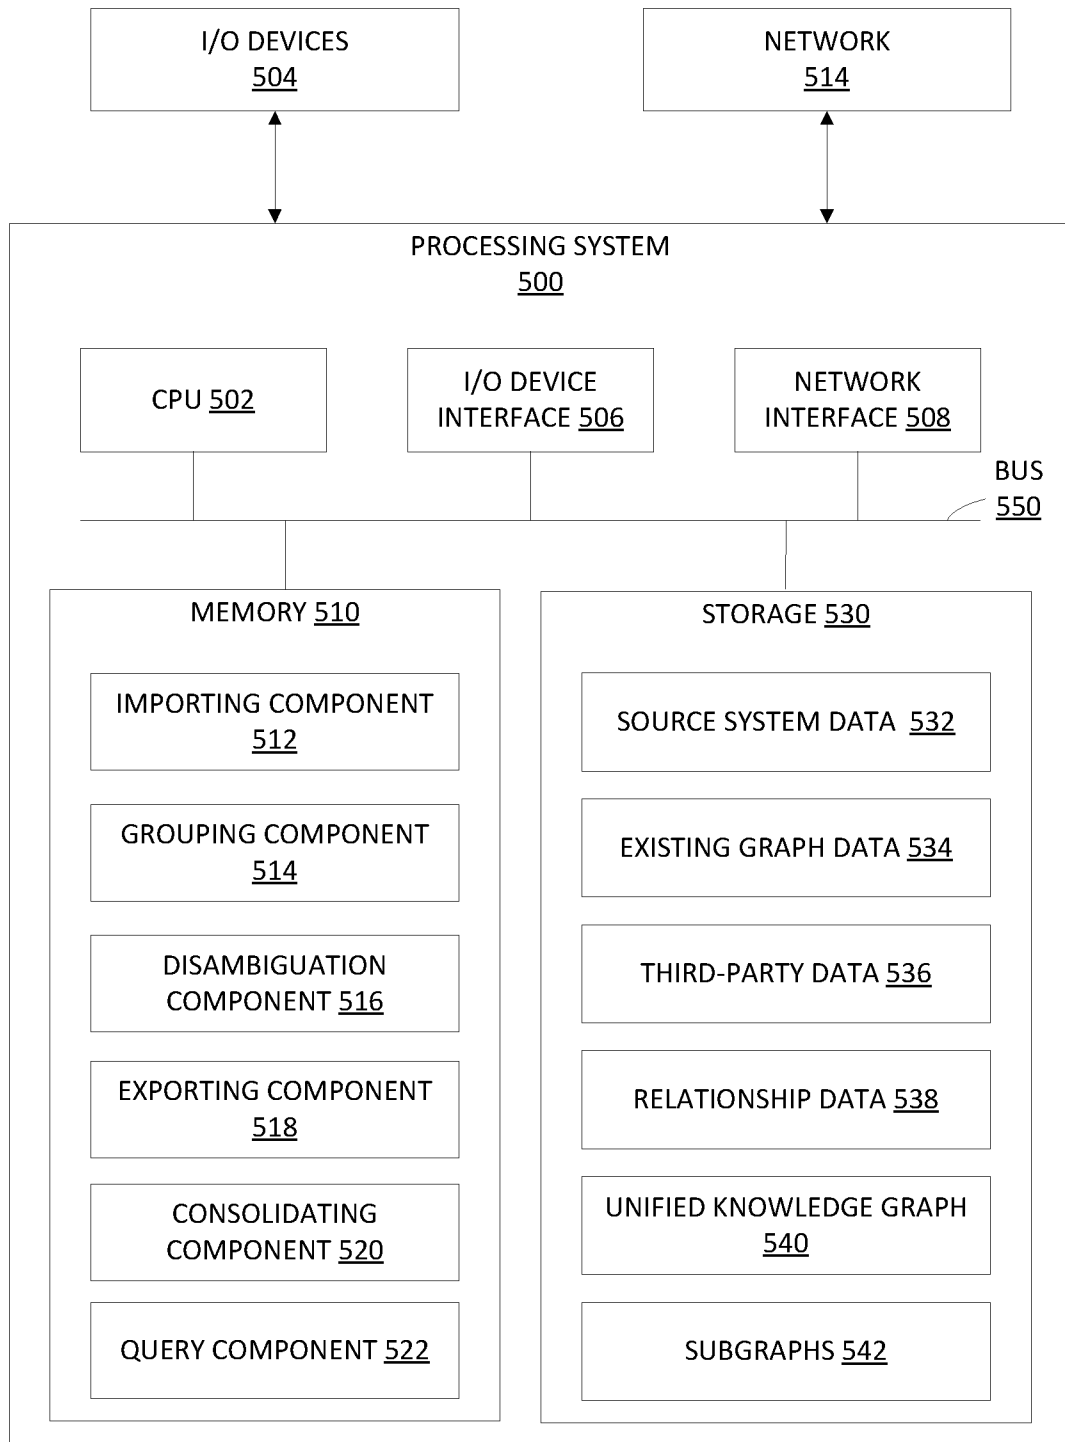 I/O DEVICES
504
NETWORK
514
PROCESSING SYSTEM
500
CPU 502
I/O DEVICE
INTERFACE 506
NETWORK
INTERFACE 508
BUS
550
MEMORY 510
IMPORTING COMPONENT
512
GROUPING COMPONENT
514
DISAMBIGUATION
COMPONENT 516
EXPORTING COMPONENT
518
CONSOLIDATING
COMPONENT 520
QUERY COMPONENT 522
STORAGE 530
SOURCE SYSTEM DATA 532
EXISTING GRAPH DATA 534
THIRD-PARTY DATA 536
RELATIONSHIP DATA 538
UNIFIED KNOWLEDGE GRAPH
540
SUBGRAPHS 542